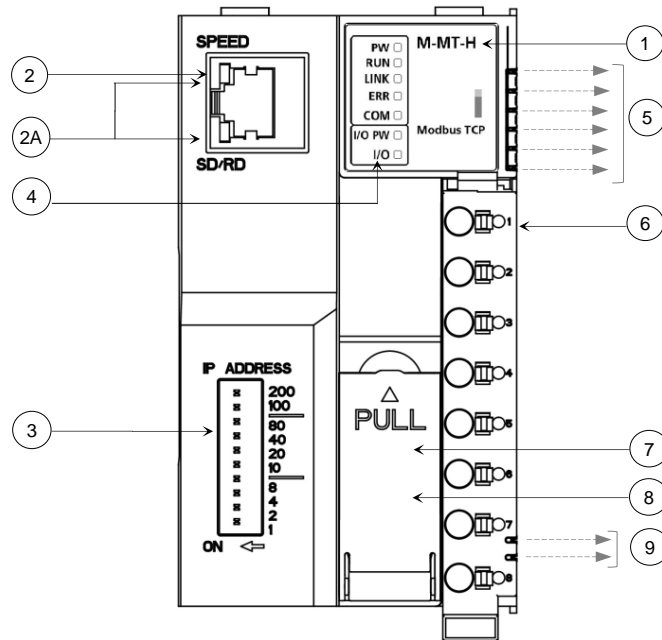 SPEED
SD/RD
PW
RUN
LINK
ERR
COM
I/O PW
I/O
M-MT-H
Modbus TCP
1
2
2A
4
5
6
1
2
3
4
5
6
7
8
IP ADDRESS
200
100
80
40
20
10
8
4
2
1
ON
3
PULL
7
8
9